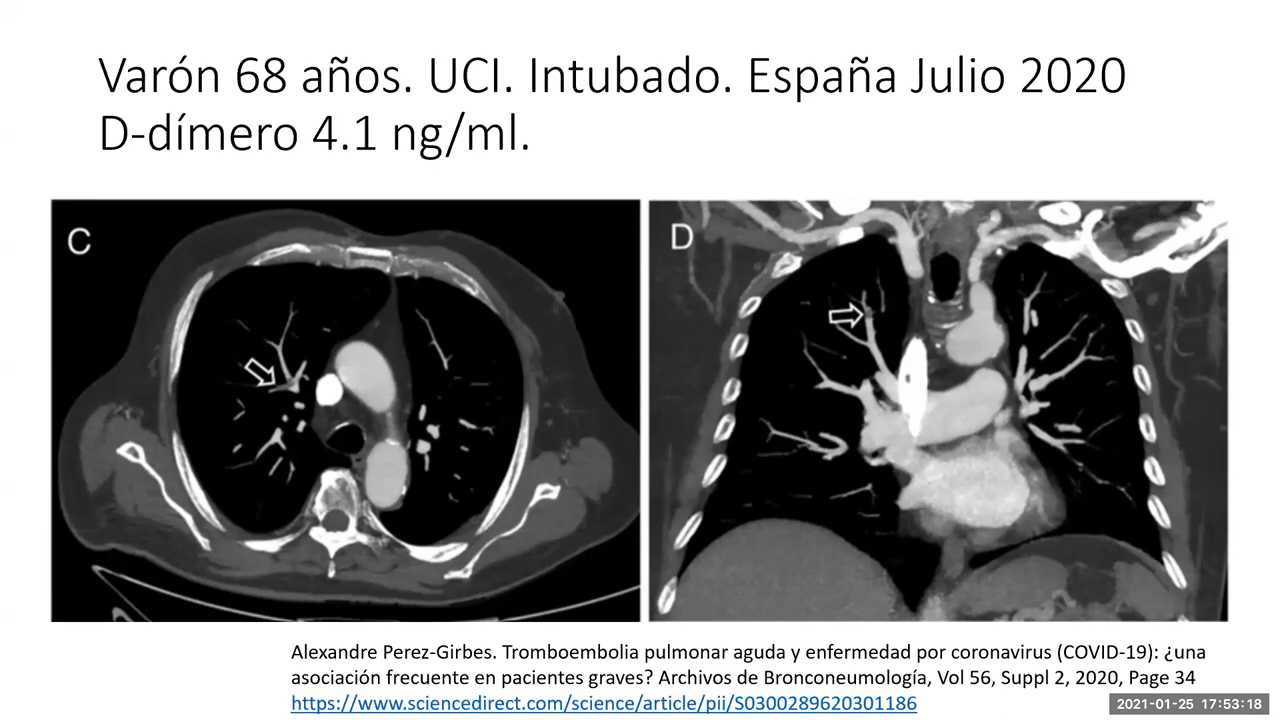 Varón 68 años. UCI. Intubado. España Julio 2020
D-dímero 4.1 ng/ml.
C
D
Alexandre Perez-Girbes. Tromboembolia pulmonar aguda y enfermedad por coronavirus (COVID-19): ¿una
asociación frecuente en pacientes graves? Archivos de Bronconeumología, Vol 56, Suppl 2, 2020, Page 34
https://www.sciencedirect.com/science/article/pii/S0300289620301186
2021-01-25 17:53:18